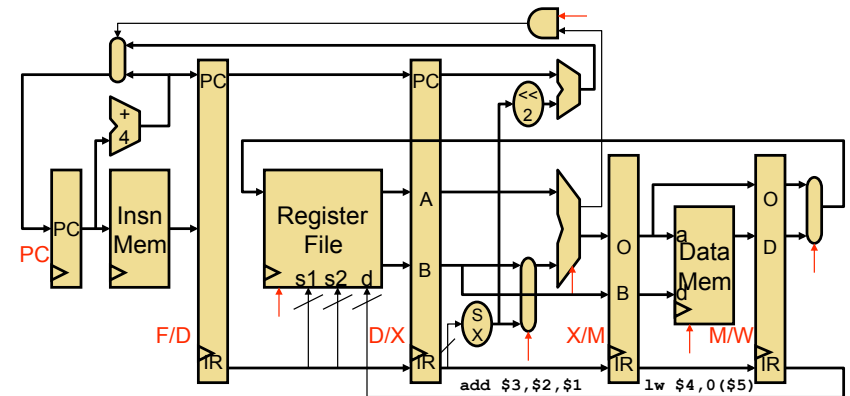 PC
PC
<<
2
+
4
PC
PC
Insn
Mem
Register
File
s1 s2 d
A
B
S
X
O
B
a
Data
Mem
d
O
D
F/D
D/X
X/M
M/W
IR
IR
IR
IR
add $3,$2,$1
lw $4,0($5)